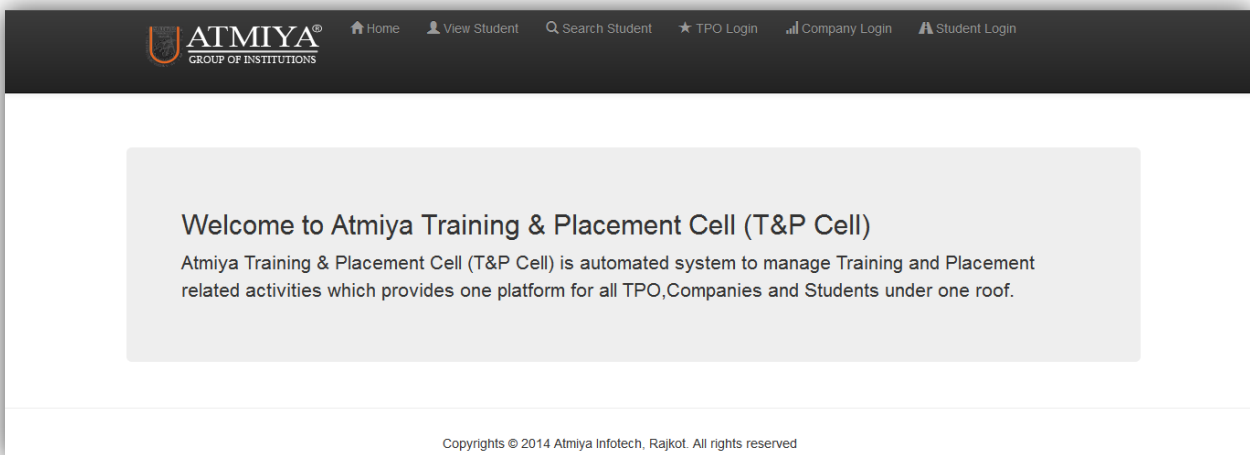 ATMIYA®
GROUP OF INSTITUTIONS
Home View Student Search Student TPO Login Company Login Student Login
Welcome to Atmiya Training & Placement Cell (T&P Cell)
Atmiya Training & Placement Cell (T&P Cell) is automated system to manage Training and Placement
related activities which provides one platform for all TPO,Companies and Students under one roof.
Copyrights © 2014 Atmiya Infotech, Rajkot. All rights reserved